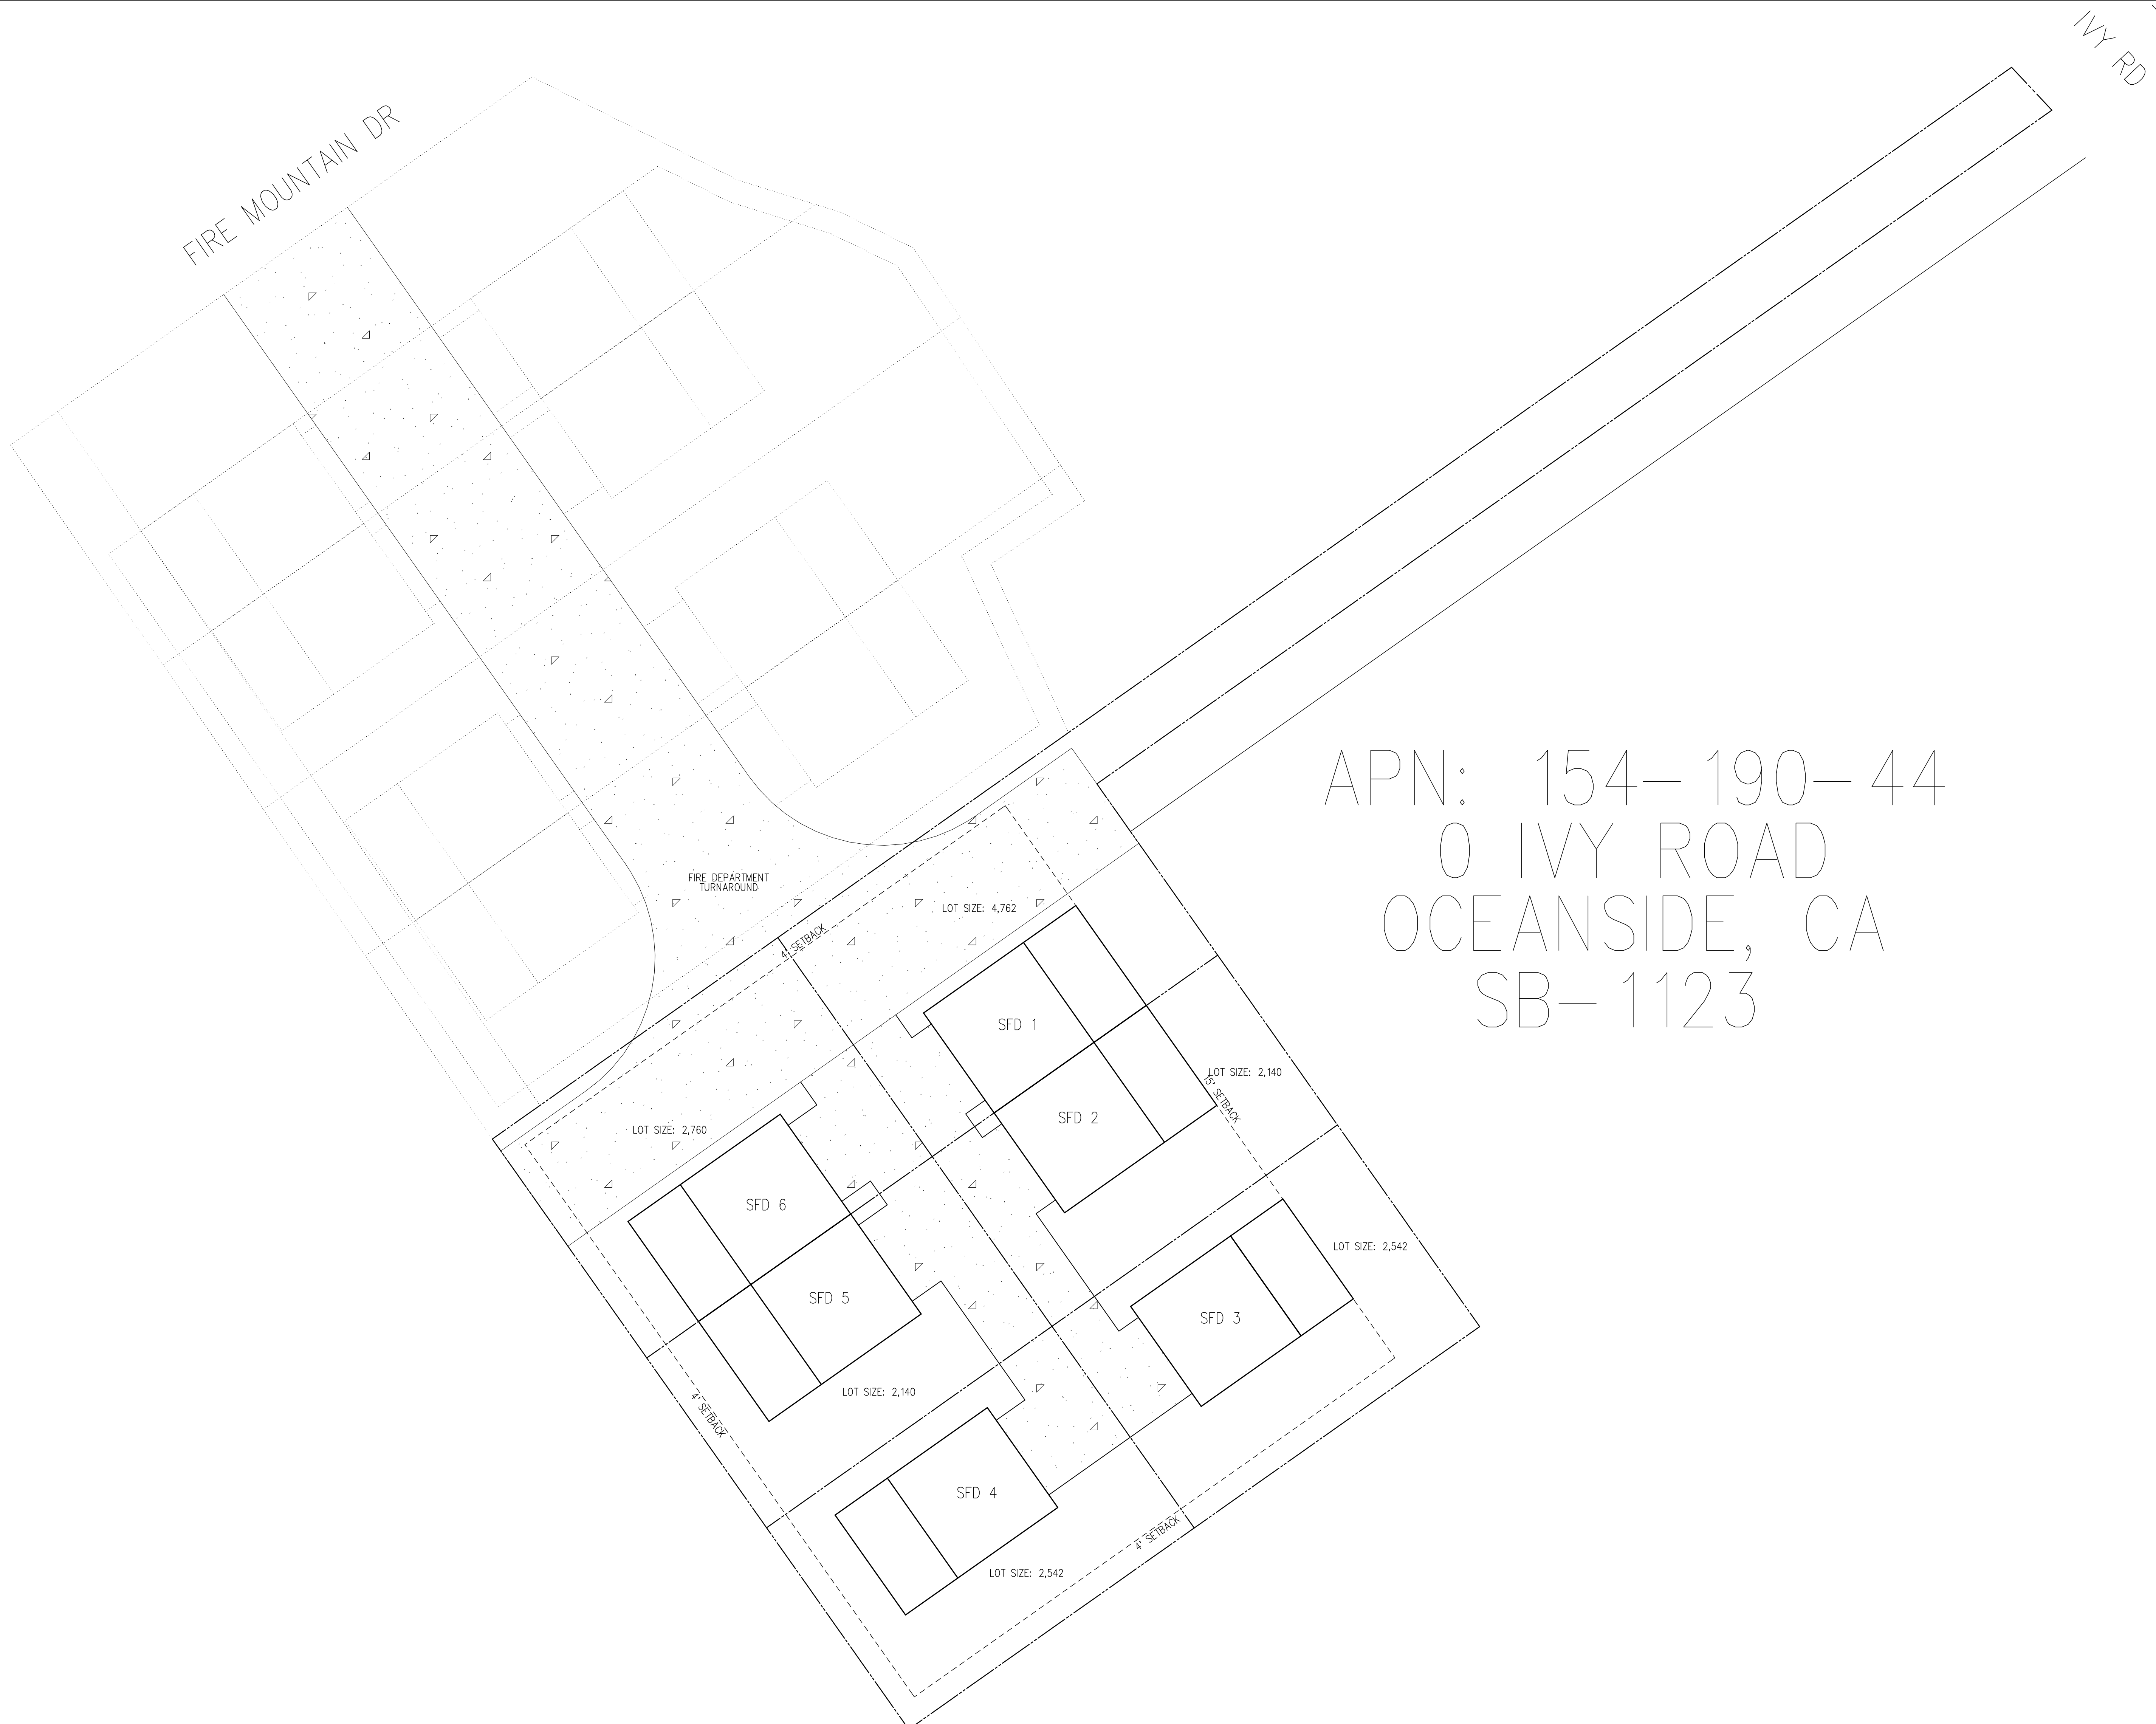 IVY RD
FIRE MOUNTAIN DR
APN: 154-190-44
0 IVY ROAD
OCEANSIDE, CA
SB-1123
FIRE DEPARTMENT
TURNAROUND
LOT SIZE: 4,762
4' SETBACK
SFD 1
LOT SIZE: 2,140
15' SETBACK
SFD 2
LOT SIZE: 2,760
SFD 6
LOT SIZE: 2,542
SFD 5
SFD 3
LOT SIZE: 2,140
4' SETBACK
SFD 4
4' SETBACK
LOT SIZE: 2,542